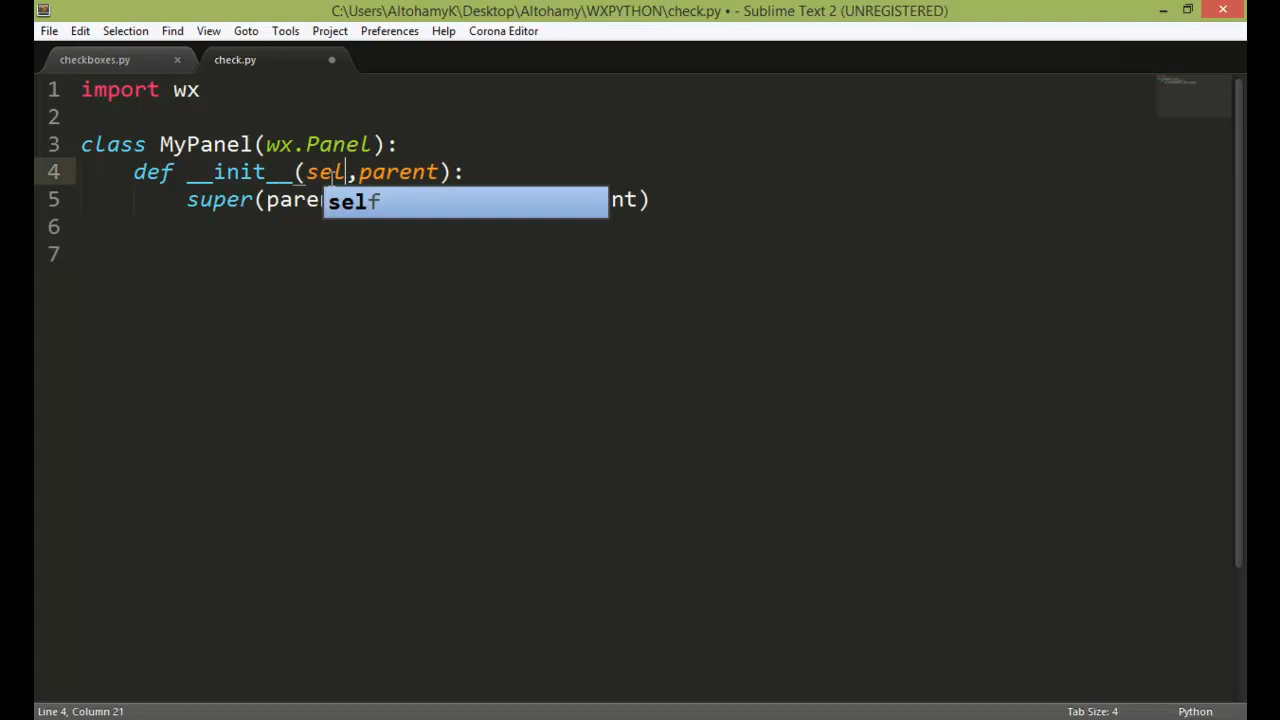 C:\Users\AltohamyK\Desktop\Altohamy\WXPYTHON\check.py • - Sublime Text 2 (UNREGISTERED)
File Edit Selection Find View Goto Tools Project Preferences Help Corona Editor
checkboxes.py × check.py
1 import wx
2
3 class MyPanel(wx.Panel):
4 def __init__(sel,parent):
5 super(pare nt)
self
6
7
Line 4, Column 21 Tab Size: 4 Python